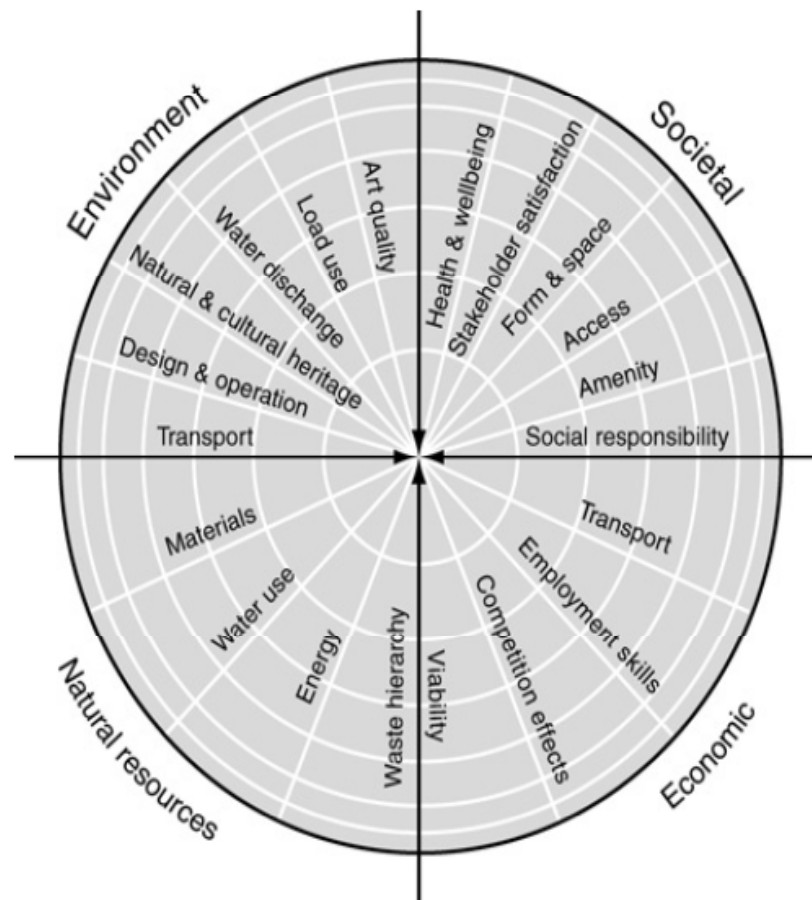 Environment
Societal
Art quality
Load use
Water discharge
Natural & cultural heritage
Design & operation
Transport
Health & wellbeing
Stakeholder satisfaction
Form & space
Access
Amenity
Social responsibility
Materials
Water use
Energy
Waste hierarchy
Natural resources
Transport
Employment skills
Competition effects
Viability
Economic